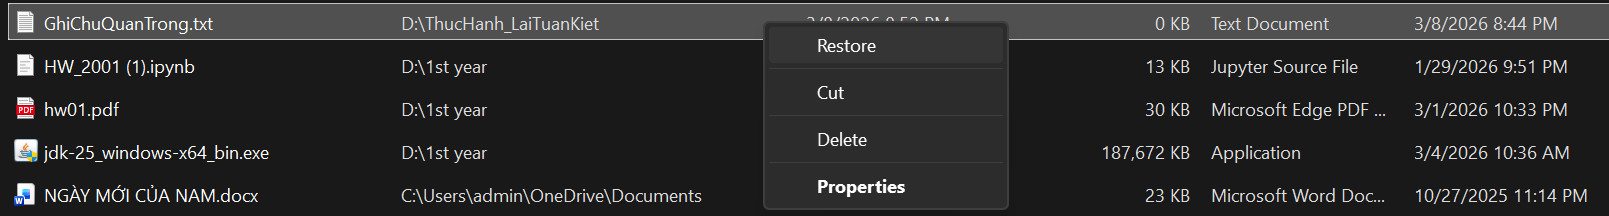 GhiChuQuanTrong.txt D:\ThucHanh_LaiTuanKiet 0 KB Text Document 3/8/2026 8:44 PM
Restore
HW_2001 (1).ipynb D:\1st year 13 KB Jupyter Source File 1/29/2026 9:51 PM
Cut
hw01.pdf D:\1st year 30 KB Microsoft Edge PDF ... 3/1/2026 10:33 PM
Delete
jdk-25_windows-x64_bin.exe D:\1st year 187,672 KB Application 3/4/2026 10:36 AM
Properties
NGÀY MỚI CỦA NAM.docx C:\Users\admin\OneDrive\Documents 23 KB Microsoft Word Doc... 10/27/2025 11:14 PM